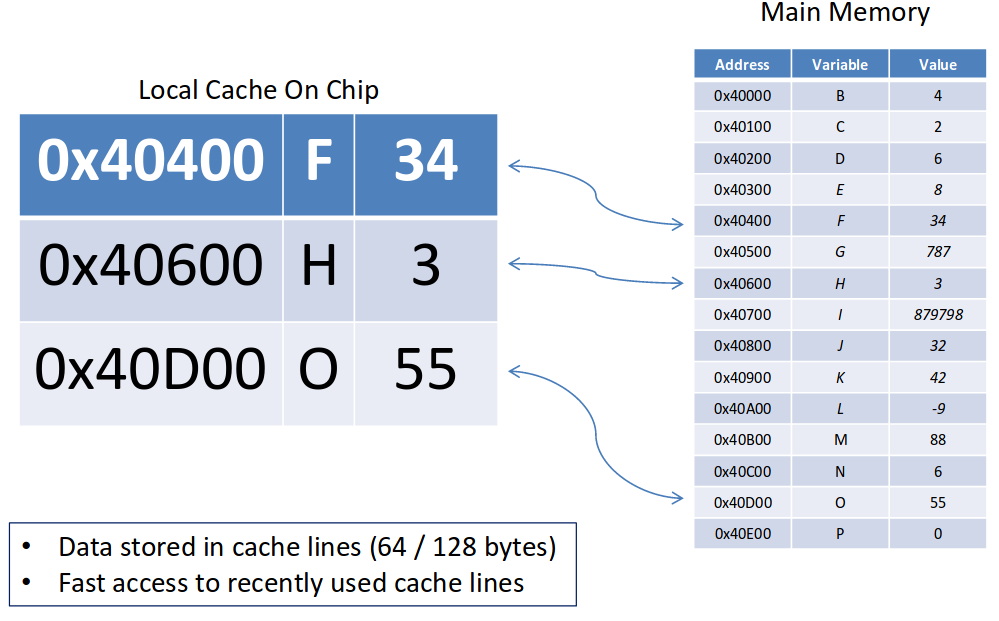 Main Memory
Local Cache On Chip
0x40400 F 34
0x40600 H 3
0x40D00 O 55
Address Variable Value
0x40000 B 4
0x40100 C 2
0x40200 D 6
0x40300 E 8
0x40400 F 34
0x40500 G 787
0x40600 H 3
0x40700 I 879798
0x40800 J 32
0x40900 K 42
0x40A00 L -9
0x40B00 M 88
0x40C00 N 6
0x40D00 O 55
0x40E00 P 0
• Data stored in cache lines (64 / 128 bytes)
• Fast access to recently used cache lines